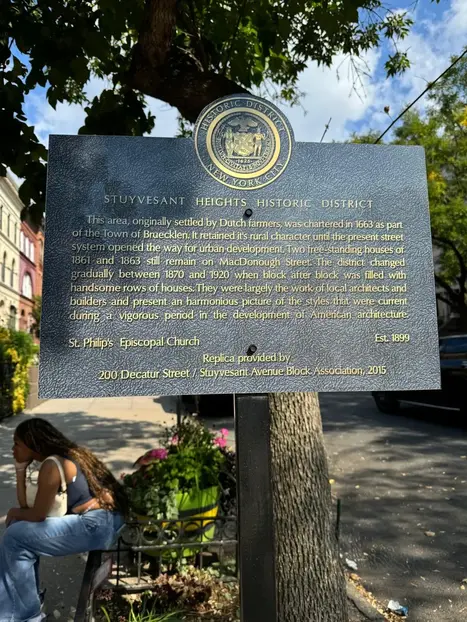 HISTORIC DISTRICT
NEW YORK CITY
STUYVESANT HEIGHTS HISTORIC DISTRICT
This area, originally settled by Dutch farmers, was chartered in 1663 as part
of the Town of Bruecklen. It retained it's rural character until the present street
system opened the way for urban development. Two free-standing houses of
1861 and 1863 still remain on MacDonough Street. The district changed
gradually between 1870 and 1920 when block after block was filled with
handsome rows of houses. They were largely the work of local architects and
builders and present an harmonious picture of the styles that were current
during a vigorous period in the development of American architecture.
St. Philip's Episcopal Church Est. 1899
Replica provided by
200 Decatur Street / Stuyvesant Avenue Block Association, 2015